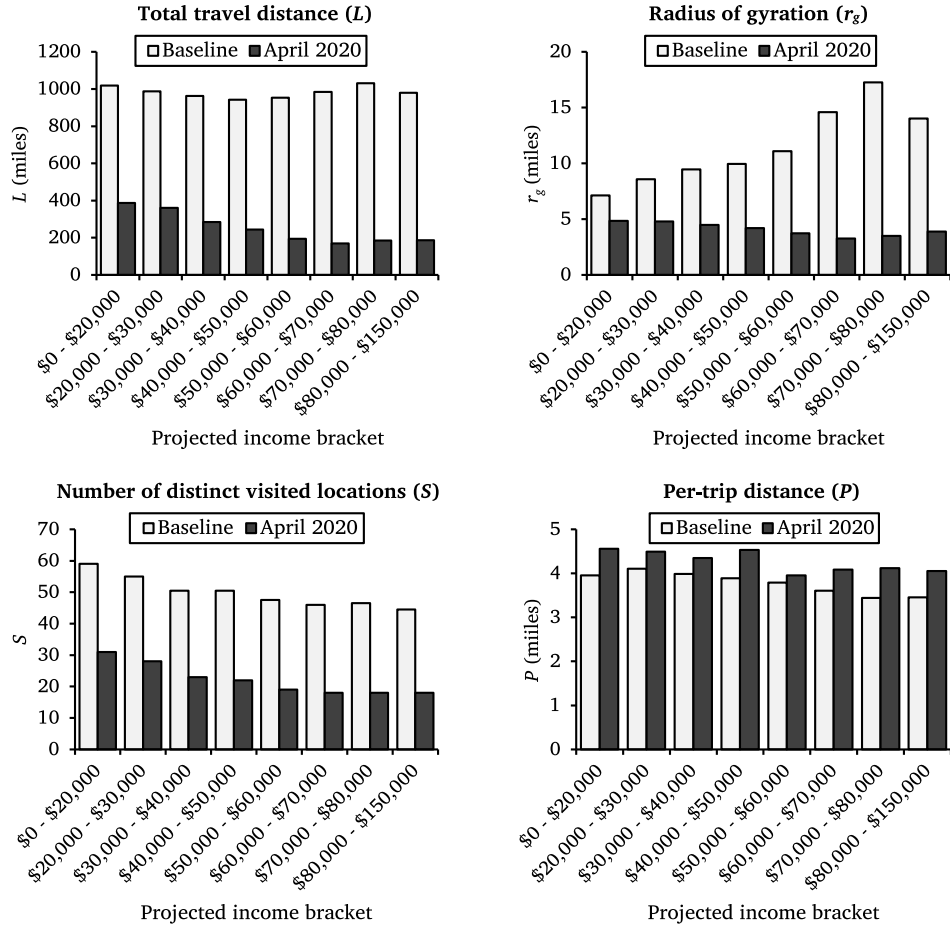 Total travel distance (L)
Baseline April 2020
1200
1000
800
600
400
200
0
L (miles)
$0 - $20,000
$20,000 - $30,000
$30,000 - $40,000
$40,000 - $50,000
$50,000 - $60,000
$60,000 - $70,000
$70,000 - $80,000
$80,000 - $150,000
Projected income bracket
Radius of gyration (rg)
Baseline April 2020
20
15
10
5
0
rg (miles)
$0 - $20,000
$20,000 - $30,000
$30,000 - $40,000
$40,000 - $50,000
$50,000 - $60,000
$60,000 - $70,000
$70,000 - $80,000
$80,000 - $150,000
Projected income bracket
Number of distinct visited locations (S)
Baseline April 2020
70
60
50
40
30
20
10
0
S
$0 - $20,000
$20,000 - $30,000
$30,000 - $40,000
$40,000 - $50,000
$50,000 - $60,000
$60,000 - $70,000
$70,000 - $80,000
$80,000 - $150,000
Projected income bracket
Per-trip distance (P)
Baseline April 2020
5
4
3
2
1
0
P (miiles)
$0 - $20,000
$20,000 - $30,000
$30,000 - $40,000
$40,000 - $50,000
$50,000 - $60,000
$60,000 - $70,000
$70,000 - $80,000
$80,000 - $150,000
Projected income bracket